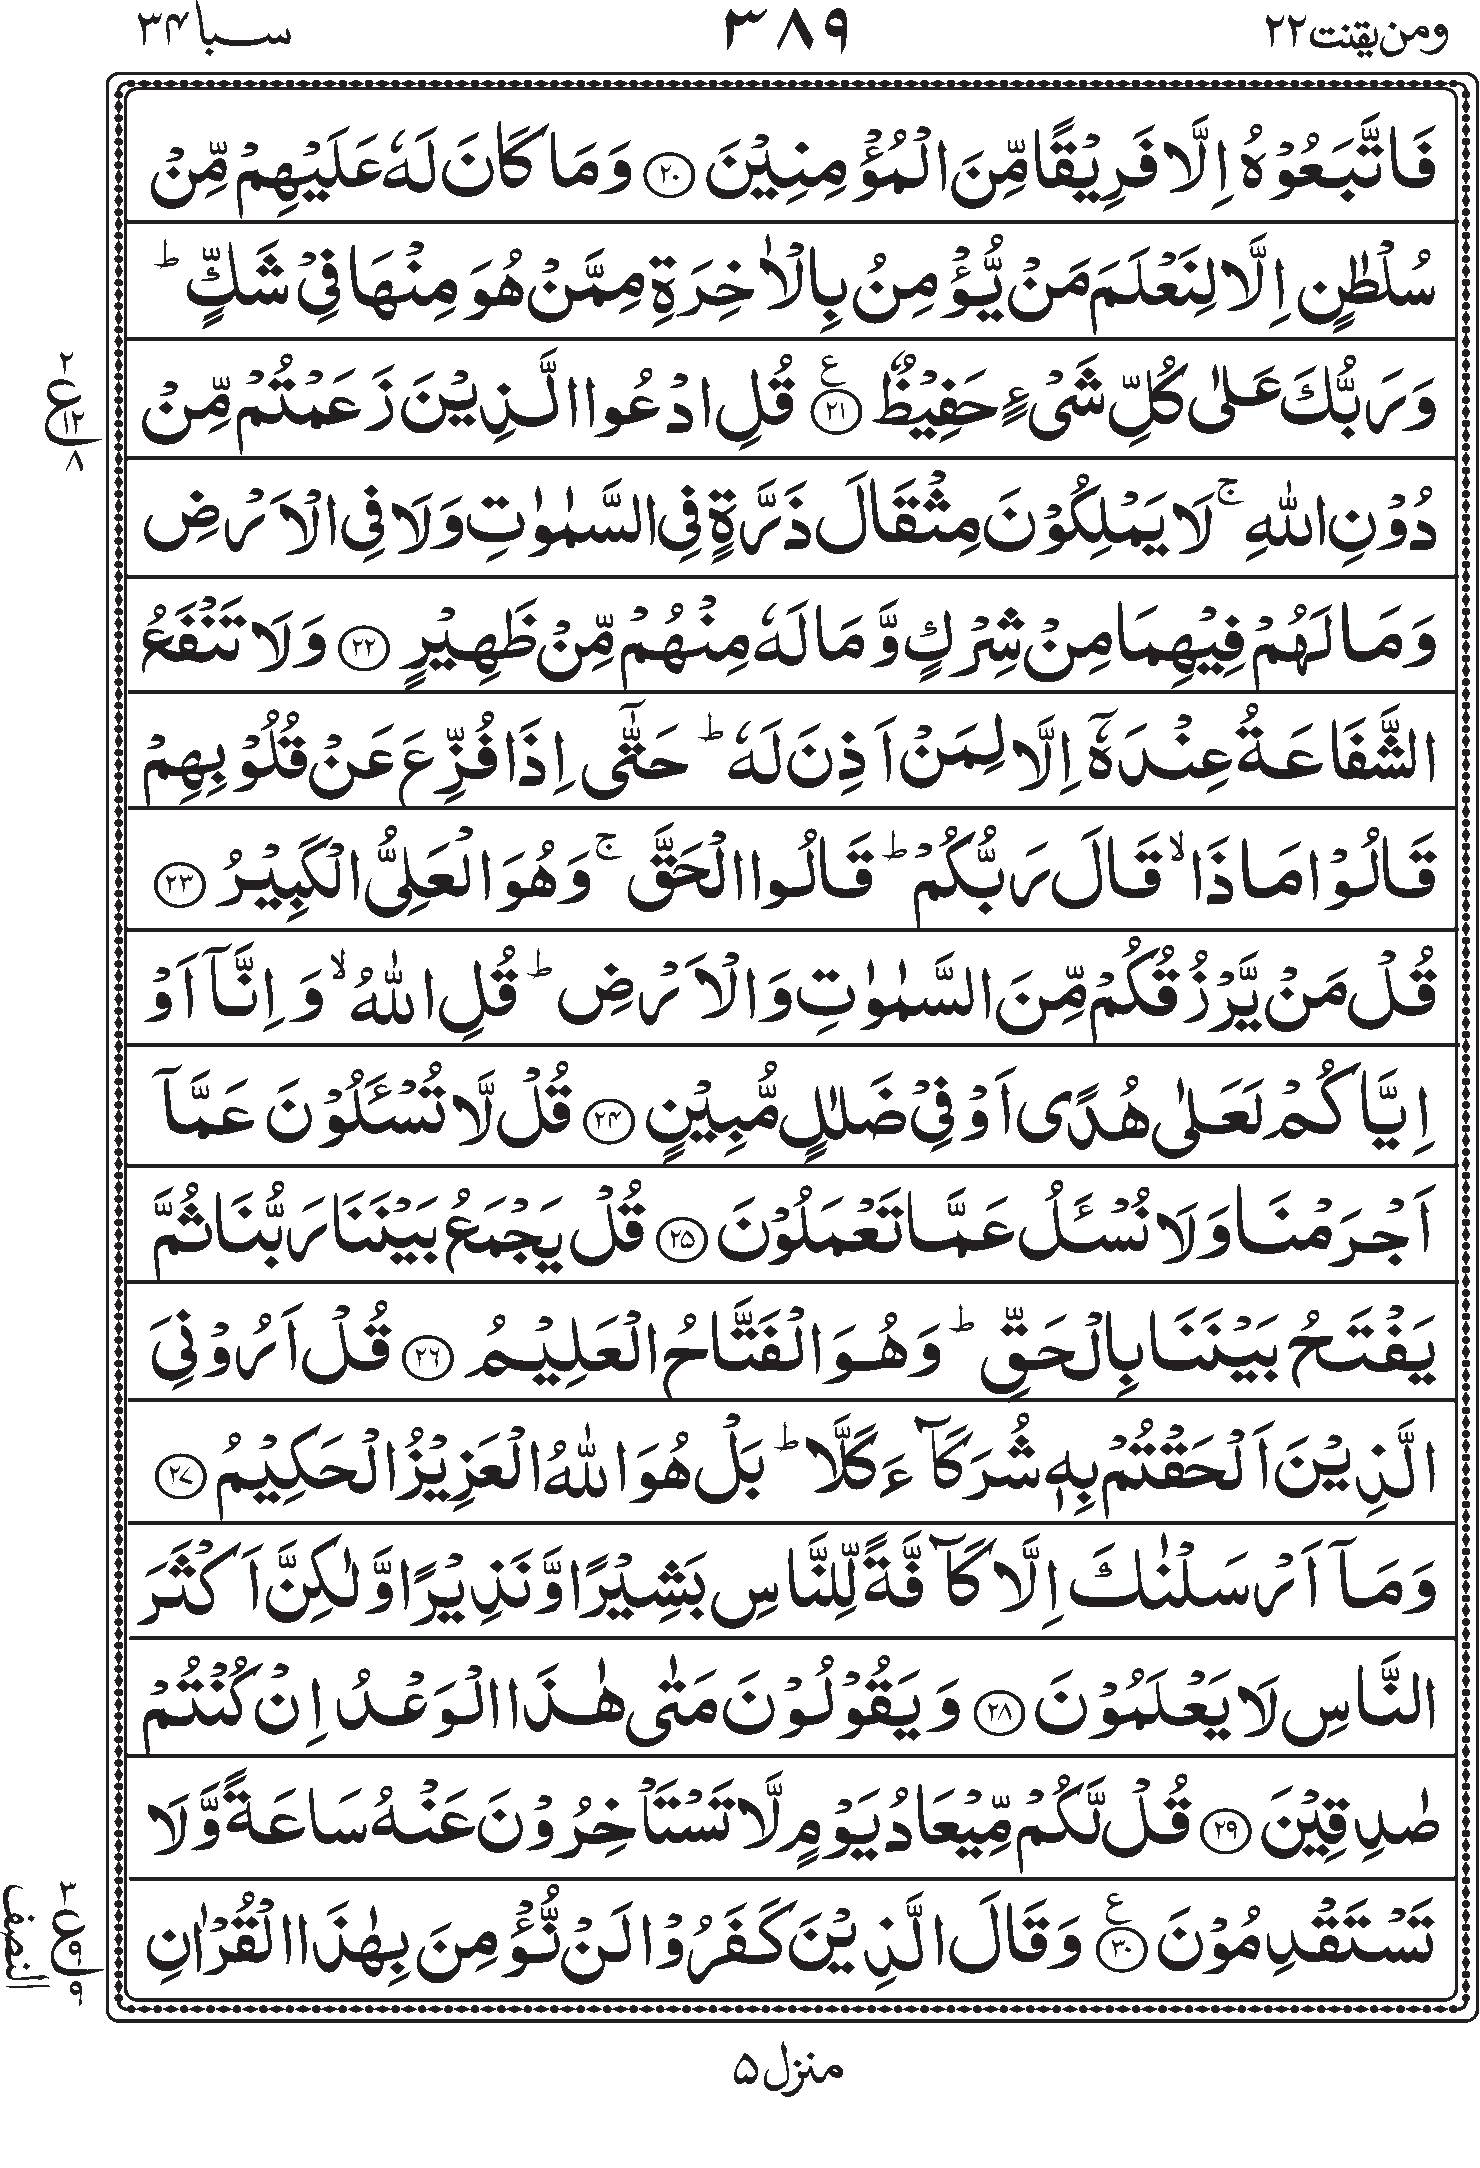 ومن یقنت ۲۲ ۳۸۹ سبا ۳۴
فَاتَّبَعُوْهُ اِلَّا فَرِيْقًا مِّنَ الْمُؤْمِنِيْنَ ۝۲۰ وَمَا كَانَ لَهٗ عَلَيْهِمْ مِّنْ
سُلْطٰنٍ اِلَّا لِنَعْلَمَ مَنْ يُّؤْمِنُ بِالْاٰخِرَةِ مِمَّنْ هُوَ مِنْهَا فِيْ شَكٍّ ؕ
وَرَبُّكَ عَلٰى كُلِّ شَيْءٍ حَفِيْظٌ ۝۲۱ ع قُلِ ادْعُوا الَّذِيْنَ زَعَمْتُمْ مِّنْ
۲ ع ۱۲ ۸
دُوْنِ اللّٰهِ ۚ لَا يَمْلِكُوْنَ مِثْقَالَ ذَرَّةٍ فِي السَّمٰوٰتِ وَلَا فِي الْاَرْضِ
وَمَا لَهُمْ فِيْهِمَا مِنْ شِرْكٍ وَّمَا لَهٗ مِنْهُمْ مِّنْ ظَهِيْرٍ ۝۲۲ وَلَا تَنْفَعُ
الشَّفَاعَةُ عِنْدَهٗۤ اِلَّا لِمَنْ اَذِنَ لَهٗ ؕ حَتّٰۤى اِذَا فُزِّعَ عَنْ قُلُوْبِهِمْ
قَالُوْا مَاذَا ۙ قَالَ رَبُّكُمْ ؕ قَالُوا الْحَقَّ ۚ وَهُوَ الْعَلِيُّ الْكَبِيْرُ ۝۲۳
قُلْ مَنْ يَّرْزُقُكُمْ مِّنَ السَّمٰوٰتِ وَالْاَرْضِ ؕ قُلِ اللّٰهُ ۙ وَاِنَّاۤ اَوْ
اِيَّاكُمْ لَعَلٰى هُدًى اَوْ فِيْ ضَلٰلٍ مُّبِيْنٍ ۝۲۴ قُلْ لَّا تُسْـَٔلُوْنَ عَمَّاۤ
اَجْرَمْنَا وَلَا نُسْـَٔلُ عَمَّا تَعْمَلُوْنَ ۝۲۵ قُلْ يَجْمَعُ بَيْنَنَا رَبُّنَا ثُمَّ
يَفْتَحُ بَيْنَنَا بِالْحَقِّ ؕ وَهُوَ الْفَتَّاحُ الْعَلِيْمُ ۝۲۶ قُلْ اَرُوْنِيَ
الَّذِيْنَ اَلْحَقْتُمْ بِهٖ شُرَكَآءَ كَلَّا ؕ بَلْ هُوَ اللّٰهُ الْعَزِيْزُ الْحَكِيْمُ ۝۲۷
وَمَاۤ اَرْسَلْنٰكَ اِلَّا كَآفَّةً لِّلنَّاسِ بَشِيْرًا وَّنَذِيْرًا وَّلٰكِنَّ اَكْثَرَ
النَّاسِ لَا يَعْلَمُوْنَ ۝۲۸ وَيَقُوْلُوْنَ مَتٰى هٰذَا الْوَعْدُ اِنْ كُنْتُمْ
صٰدِقِيْنَ ۝۲۹ قُلْ لَّكُمْ مِّيْعَادُ يَوْمٍ لَّا تَسْتَاْخِرُوْنَ عَنْهُ سَاعَةً وَّلَا
تَسْتَقْدِمُوْنَ ۝۳۰ ع وَقَالَ الَّذِيْنَ كَفَرُوْا لَنْ نُّؤْمِنَ بِهٰذَا الْقُرْاٰنِ
۳ ع ۹ ۹
النصف
منزل ۵